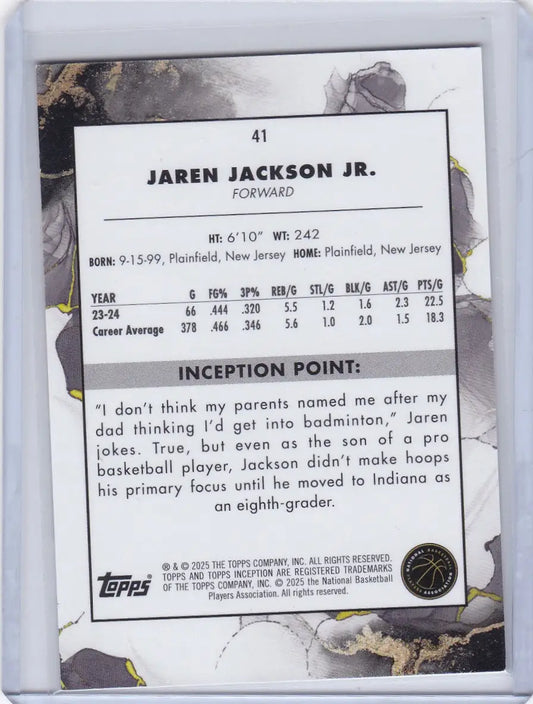 41
JAREN JACKSON JR.
FORWARD
HT: 6'10" WT: 242
BORN: 9-15-99, Plainfield, New Jersey HOME: Plainfield, New Jersey
YEAR G FG% 3P% REB/G STL/G BLK/G AST/G PTS/G
23-24 66 .444 .320 5.5 1.2 1.6 2.3 22.5
Career Average 378 .466 .346 5.6 1.0 2.0 1.5 18.3
INCEPTION POINT:
"I don't think my parents named me after my
dad thinking I'd get into badminton," Jaren
jokes. True, but even as the son of a pro
basketball player, Jackson didn't make hoops
his primary focus until he moved to Indiana as
an eighth-grader.
Topps
® & © 2025 THE TOPPS COMPANY, INC. ALL RIGHTS RESERVED.
TOPPS AND TOPPS INCEPTION ARE REGISTERED TRADEMARKS
OF THE TOPPS COMPANY, INC. © 2025 the National Basketball
Players Association. All rights reserved.
NATIONAL BASKETBALL
PLAYERS ASSOCIATION